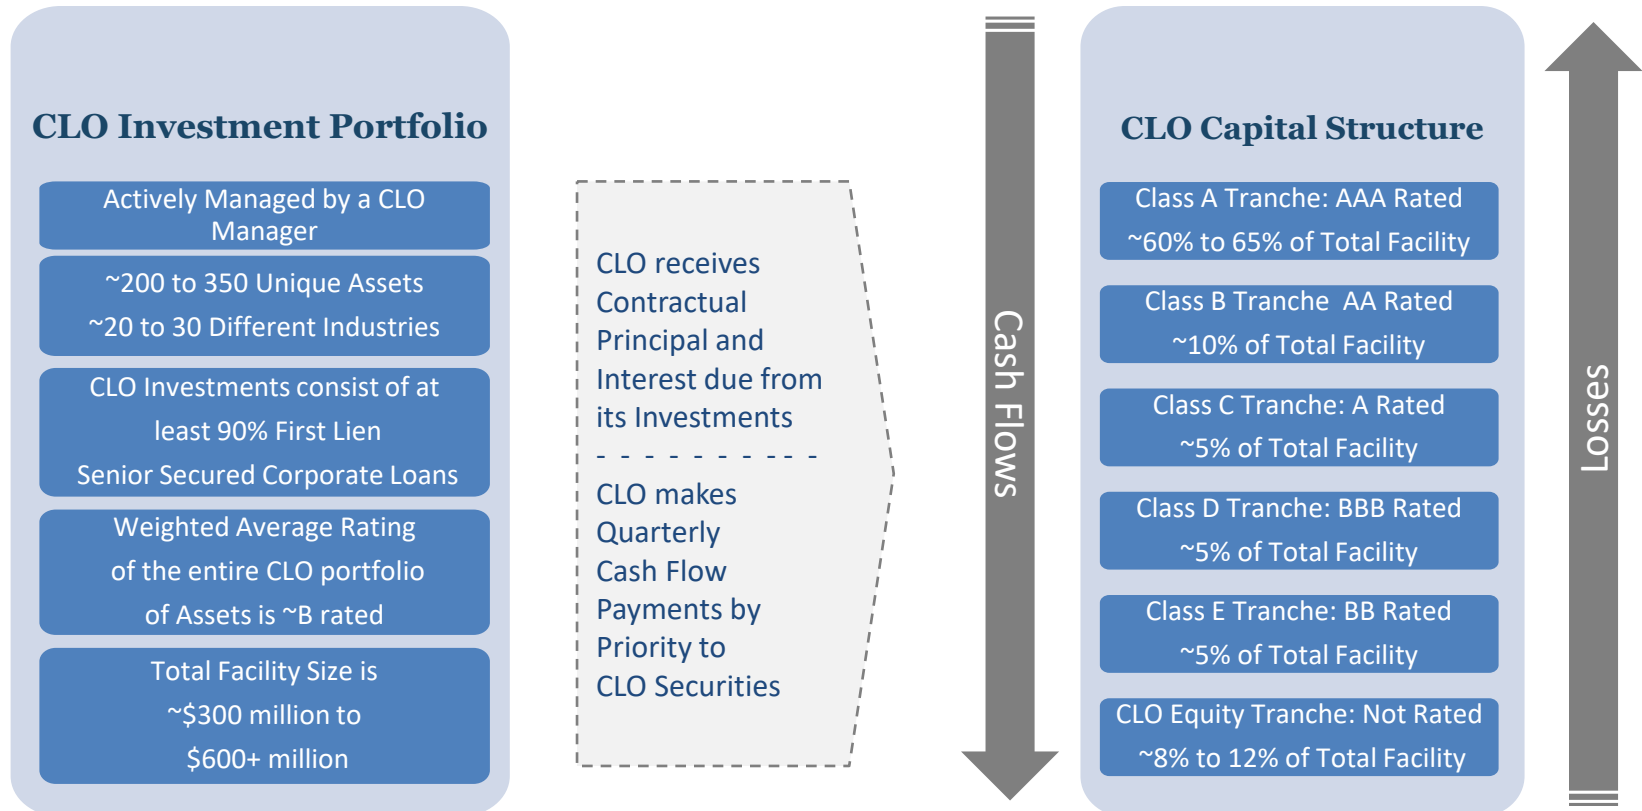 CLO Investment Portfolio
Actively Managed by a CLO
Manager
~200 to 350 Unique Assets
~20 to 30 Different Industries
CLO Investments consist of at
least 90% First Lien
Senior Secured Corporate Loans
Weighted Average Rating
of the entire CLO portfolio
of Assets is ~B rated
Total Facility Size is
~$300 million to
$600+ million
CLO receives
Contractual
Principal and
Interest due from
its Investments
- - - - - - - - - -
CLO makes
Quarterly
Cash Flow
Payments by
Priority to
CLO Securities
Cash Flows
CLO Capital Structure
Class A Tranche: AAA Rated
~60% to 65% of Total Facility
Class B Tranche  AA Rated
~10% of Total Facility
Class C Tranche: A Rated
~5% of Total Facility
Class D Tranche: BBB Rated
~5% of Total Facility
Class E Tranche: BB Rated
~5% of Total Facility
CLO Equity Tranche: Not Rated
~8% to 12% of Total Facility
Losses